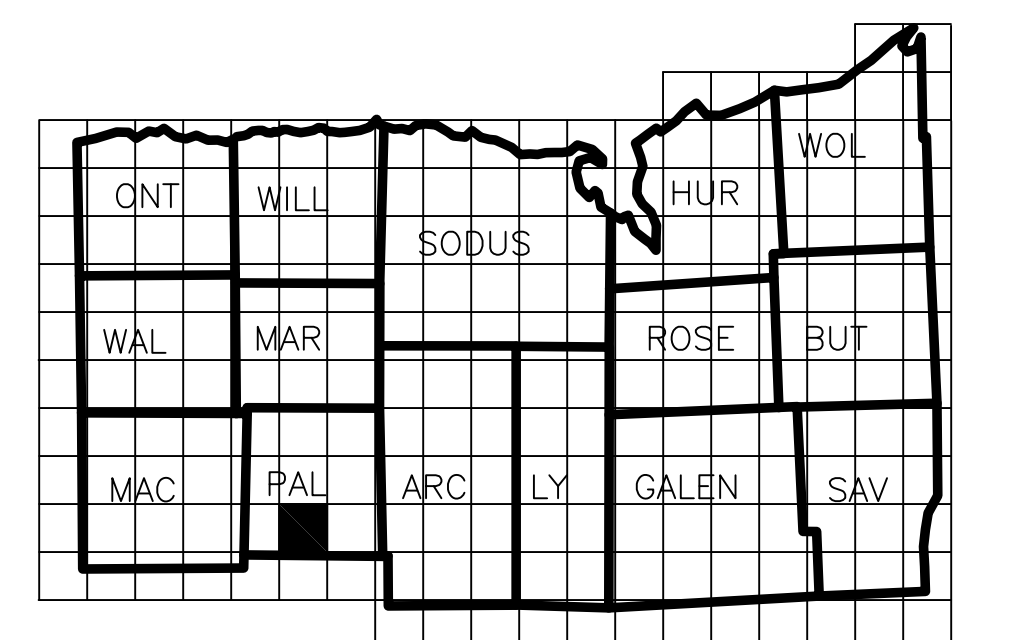 WOL
ONT
WILL
HUR
SODUS
WAL
MAR
ROSE
BUT
MAC
PAL
ARC
LY
GALEN
SAV